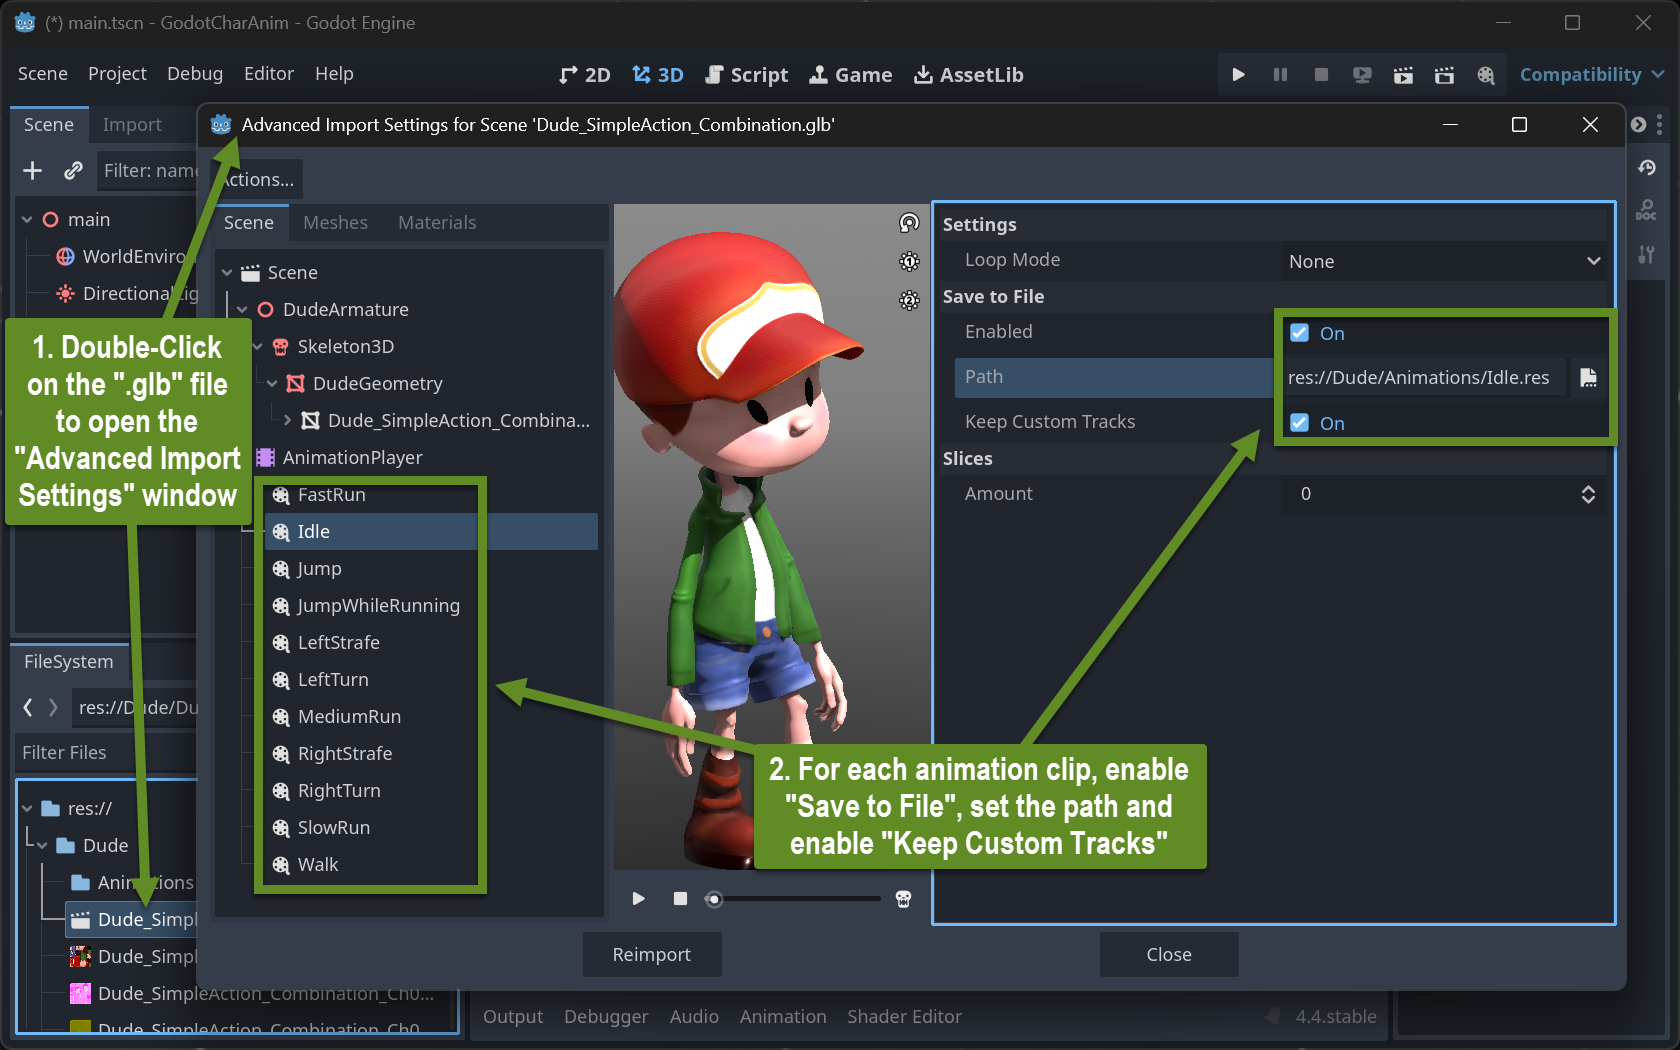 (*) main.tscn - GodotCharAnim - Godot Engine
Scene Project Debug Editor Help
2D 3D Script Game AssetLib
Compatibility
Scene Import
Filter: name
main
WorldEnviro
Directional
Advanced Import Settings for Scene 'Dude_SimpleAction_Combination.glb'
ctions...
Scene Meshes Materials
Scene
DudeArmature
Skeleton3D
DudeGeometry
Dude_SimpleAction_Combina...
AnimationPlayer
FastRun
Idle
Jump
JumpWhileRunning
LeftStrafe
LeftTurn
MediumRun
RightStrafe
RightTurn
SlowRun
Walk
1
2
Settings
Loop Mode None
Save to File
Enabled On
Path res://Dude/Animations/Idle.res
Keep Custom Tracks On
Slices
Amount 0
DOC
1. Double-Click
on the ".glb" file
to open the
"Advanced Import
Settings" window
2. For each animation clip, enable
"Save to File", set the path and
enable "Keep Custom Tracks"
Reimport Close
FileSystem
res://Dude/Du
Filter Files
res://
Dude
Animations
Dude_Simpl
Dude_Simpl
Dude_SimpleAction_Combination_Ch0...
Dude_SimpleAction_Combination_Ch0
Output Debugger Audio Animation Shader Editor
4.4.stable